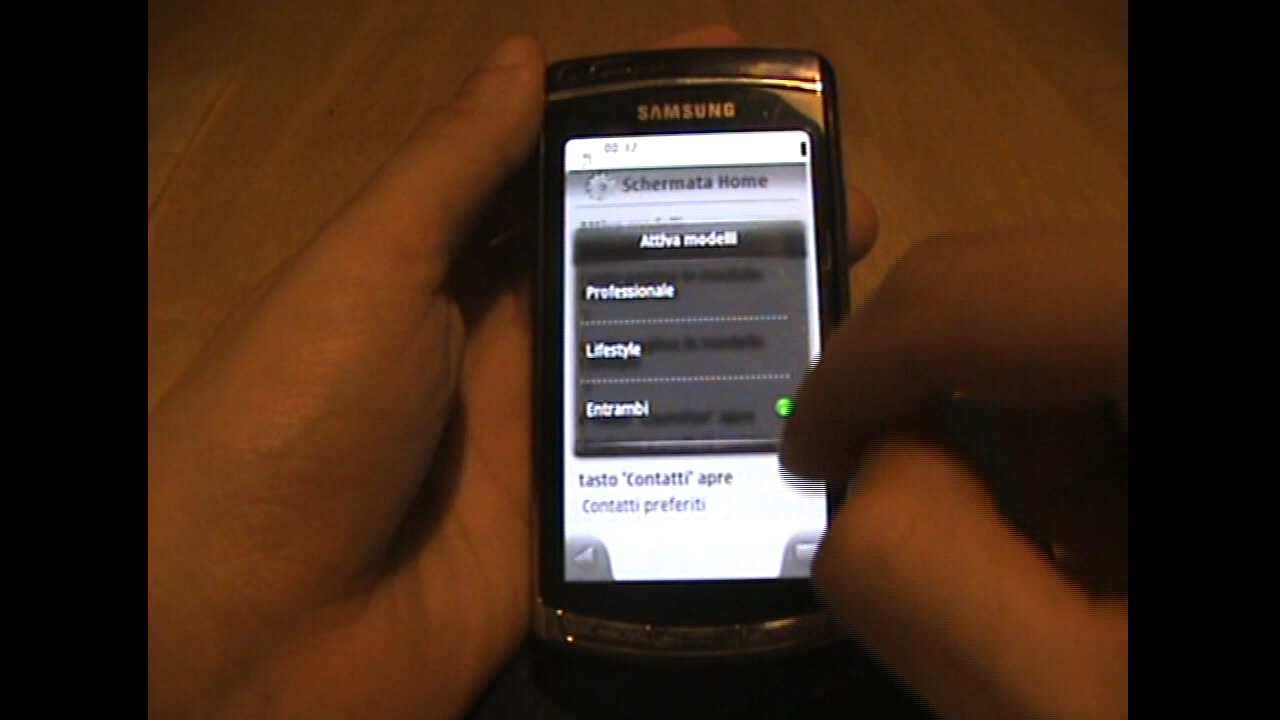 SAMSUNG
00:17
Schermata Home
Attiva modelli
Professionale
Lifestyle
Entrambi
tasto "Contatti" apre
Contatti preferiti